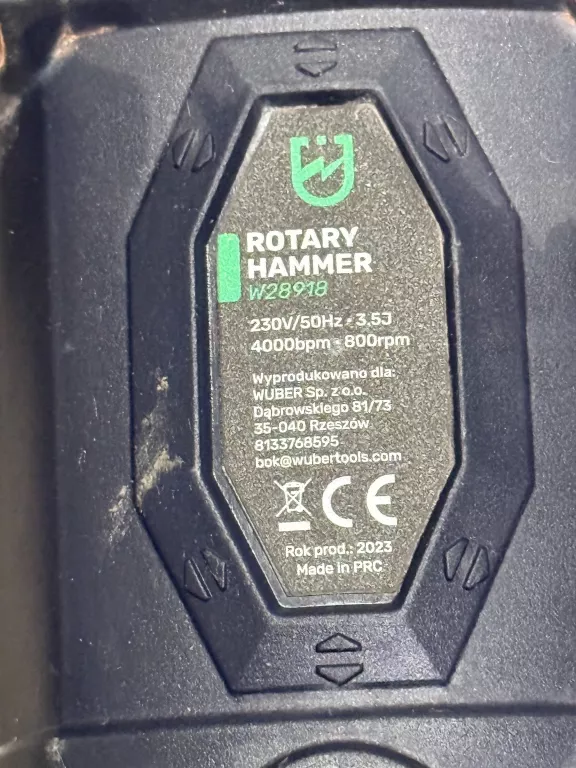 ROTARY
HAMMER
W28918
230V/50Hz - 3.5J
4000bpm - 800rpm
Wyprodukowano dla:
WUBER Sp. z o.o.
Dąbrowskiego 81/73
35-040 Rzeszów
8133768595
bok@wubertools.com
CE
Rok prod.: 2023
Made in PRC